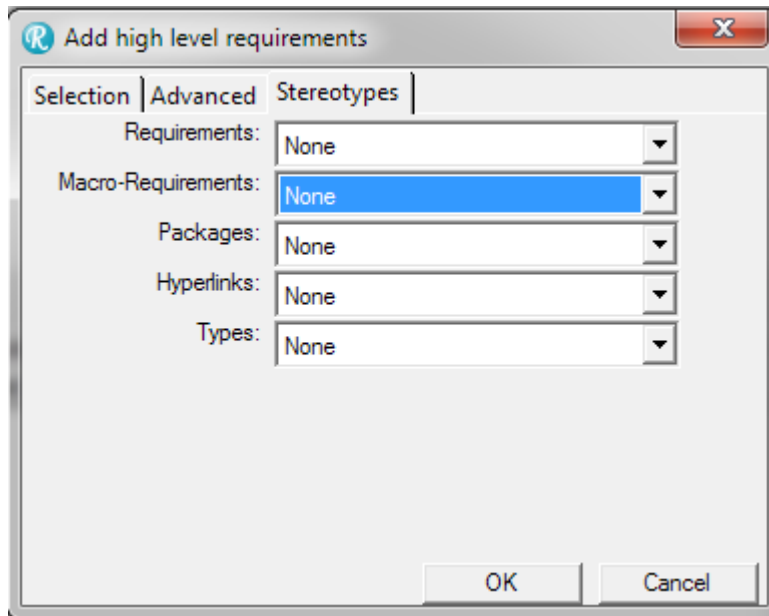 Add high level requirements
Selection Advanced Stereotypes
Requirements: None
Macro-Requirements: None
Packages: None
Hyperlinks: None
Types: None
OK Cancel